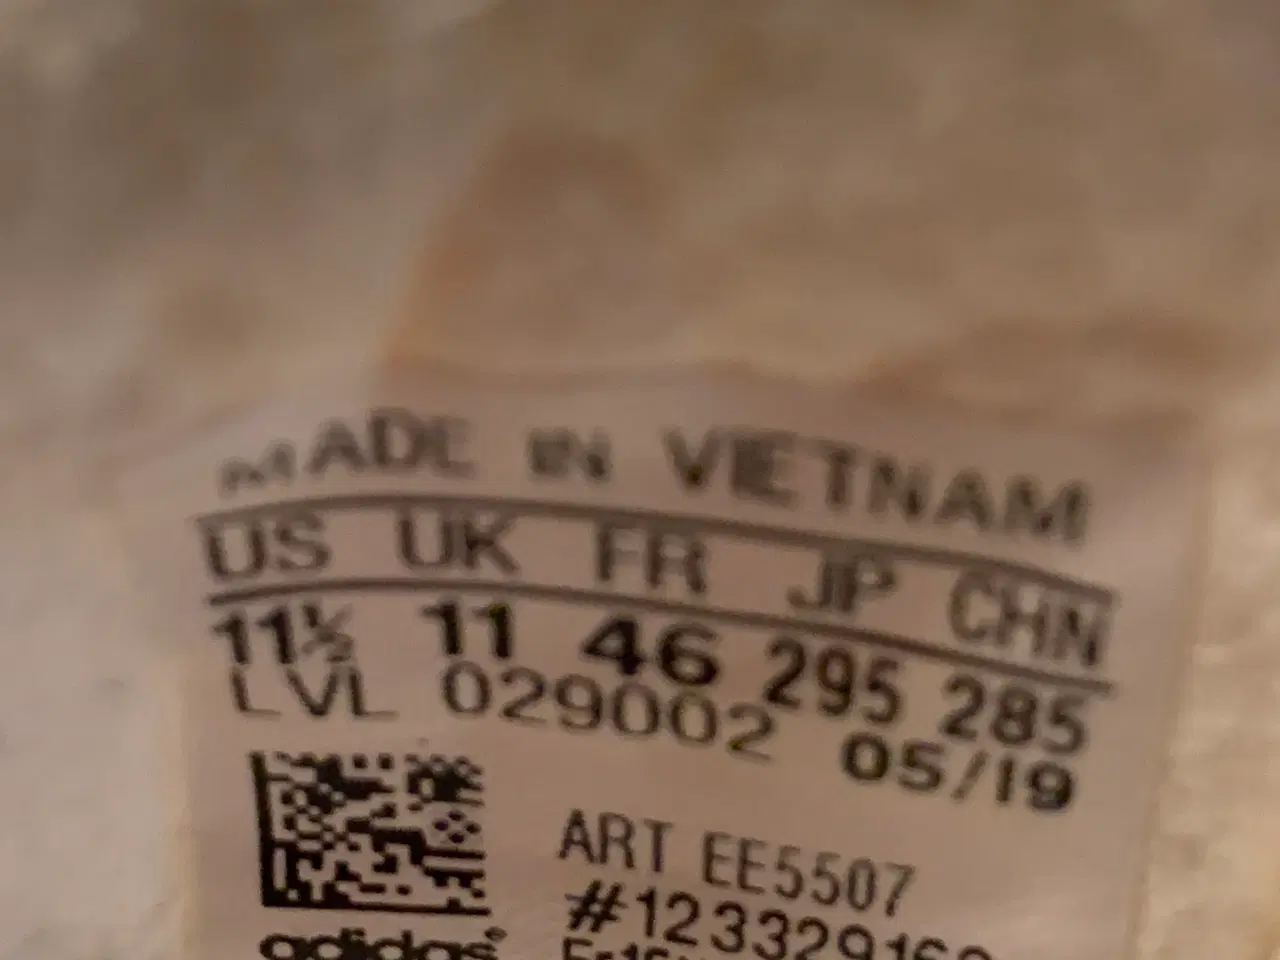 MADE IN VIETNAM
US UK FR JP CHN
11½ 11 46 295 285
LVL 029002 05/19
ART EE5507
adidas®